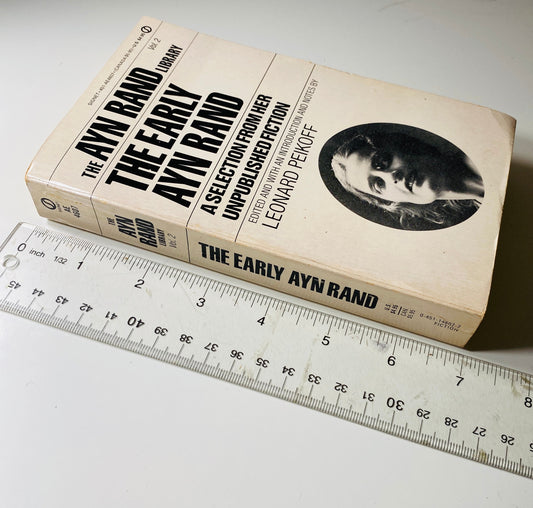 THE AYN RAND LIBRARY Vol. 2
THE EARLY
AYN RAND
A SELECTION FROM HER
UNPUBLISHED FICTION
EDITED AND WITH AN INTRODUCTION AND NOTES BY
LEONARD PEIKOFF
THE
AYN
RAND
LIBRARY
Vol. 2
THE EARLY AYN RAND
FICTION
0 inch 1/32 1 2 3 4 5 6 7 8
45 44 43 42 41 40 39 38 37 36 35 34 33 32 31 30 29 28 27 26